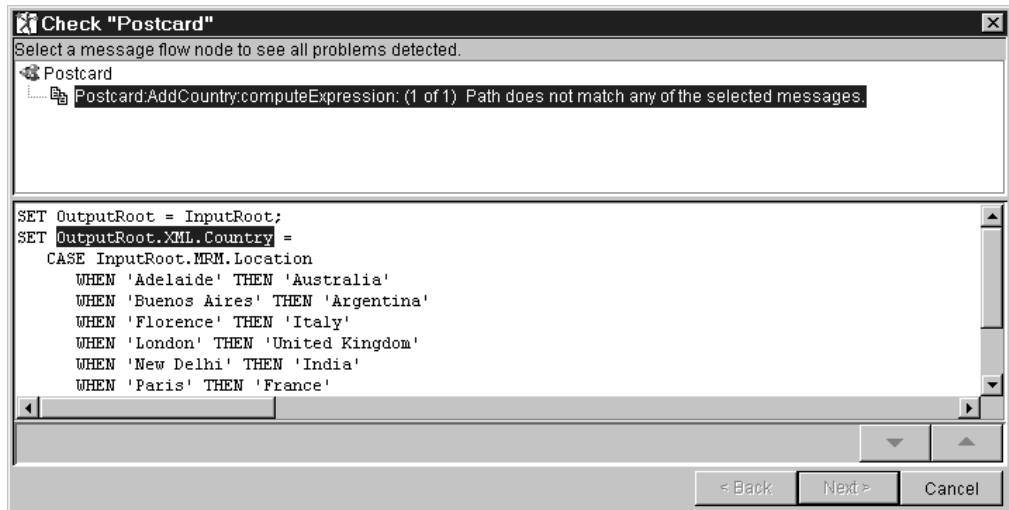 Check "Postcard"
Select a message flow node to see all problems detected.
Postcard
Postcard:AddCountry:computeExpression: (1 of 1) Path does not match any of the selected messages.
SET OutputRoot = InputRoot;
SET OutputRoot.XML.Country =
CASE InputRoot.MRM.Location
WHEN 'Adelaide' THEN 'Australia'
WHEN 'Buenos Aires' THEN 'Argentina'
WHEN 'Florence' THEN 'Italy'
WHEN 'London' THEN 'United Kingdom'
WHEN 'New Delhi' THEN 'India'
WHEN 'Paris' THEN 'France'
< Back Next > Cancel